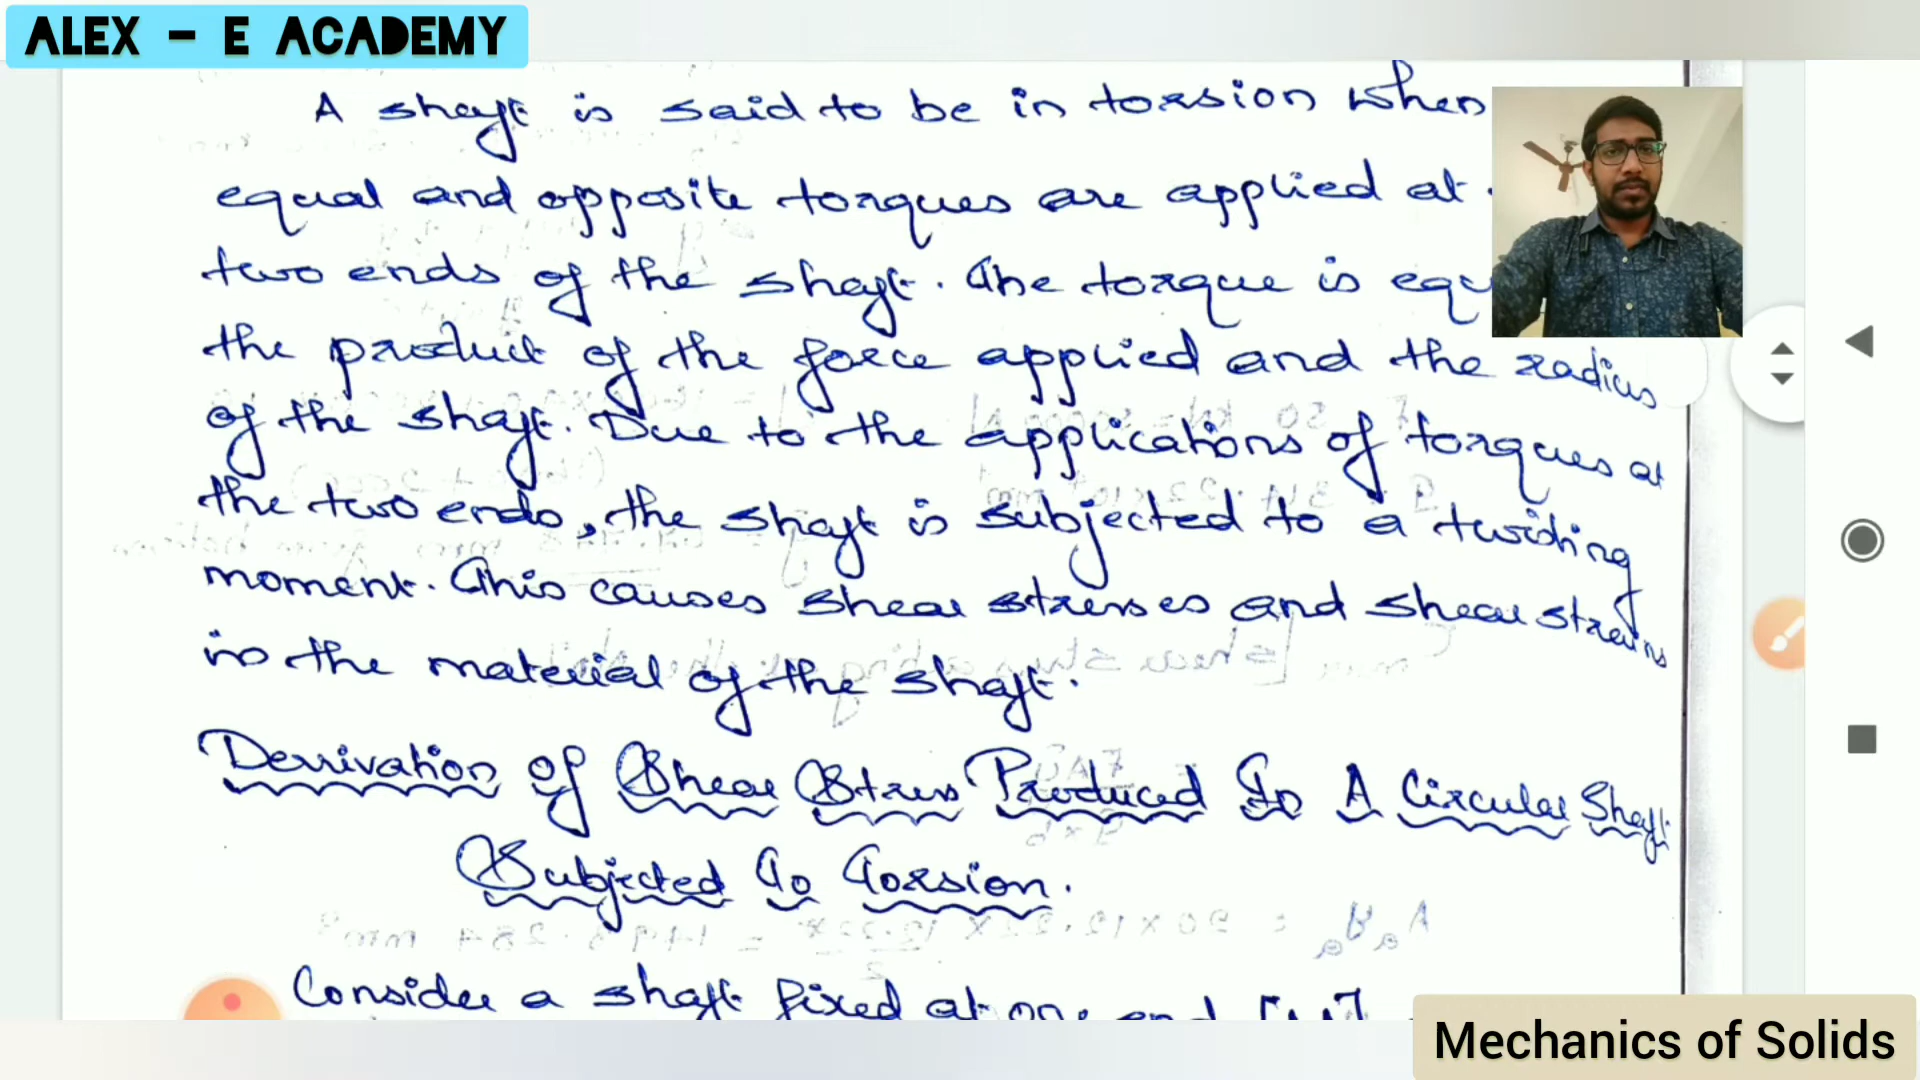 ALEX - E ACADEMY
A shaft is said to be in torsion when
equal and opposite torques are applied at
two ends of the shaft. The torque is equ
the product of the force applied and the radius
of the shaft. Due to the applications of torques at
the two ends, the shaft is subjected to a twisting
moment. This causes shear stresses and shear strains
in the material of the shaft.
Derrivation of Shear Stress Produced In A Circular Shaft
Subjected To Torsion.
Consider a shaft fixed at one end
Mechanics of Solids